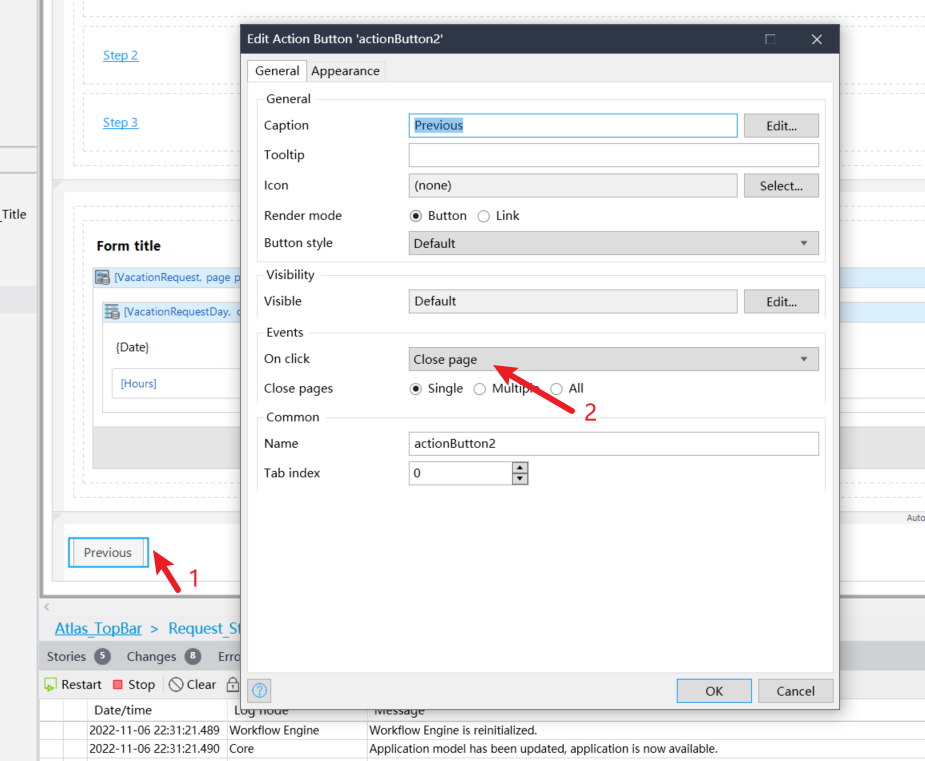 Edit Action Button 'actionButton2'
General Appearance
Step 2
General
Caption Previous Edit...
Step 3
Tooltip
Icon (none) Select...
_Title
Render mode Button Link
Form title
Button style Default
Visibility
[VacationRequest, page p
Visible Default Edit...
[VacationRequestDay,
Events
{Date}
On click Close page
[Hours]
Close pages Single Multiple All
2
Common
Name actionButton2
Tab index 0
Auto
Previous
1
Atlas_TopBar > Request_St
Stories 5 Changes 8 Erro
Restart Stop Clear
? OK Cancel
Date/time Log node Message
2022-11-06 22:31:21.489 Workflow Engine Workflow Engine is reinitialized.
2022-11-06 22:31:21.490 Core Application model has been updated, application is now available.